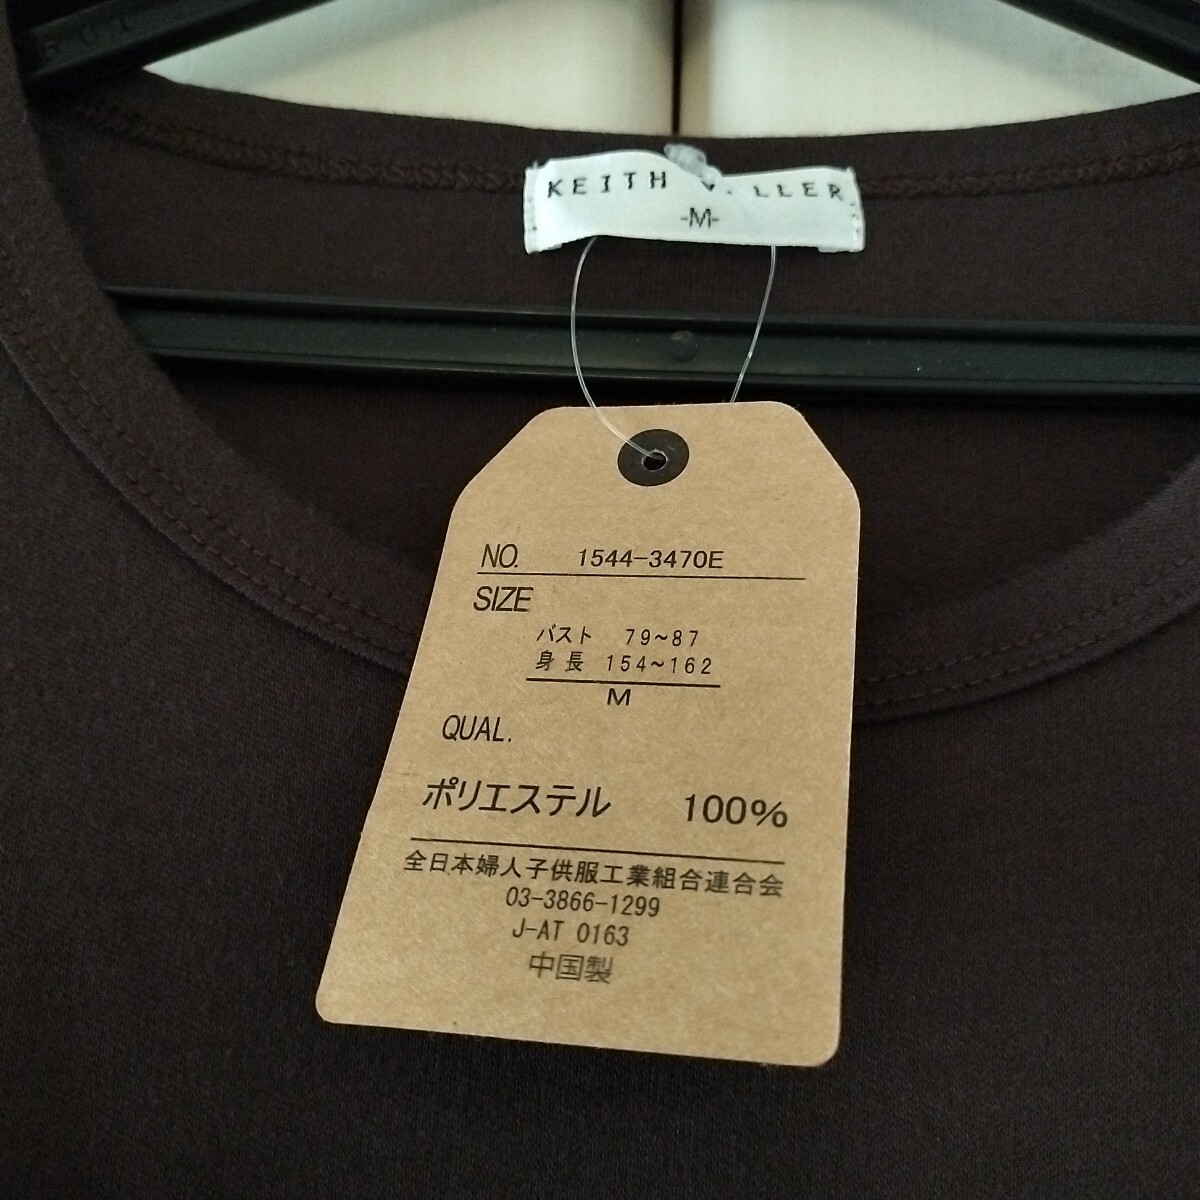 KEITH
-M-
NO. 1544-3470E
SIZE
バスト 79~87
身長 154~162
M
QUAL.
ポリエステル 100%
全日本婦人子供服工業組合連合会
03-3866-1299
J-AT 0163
中国製